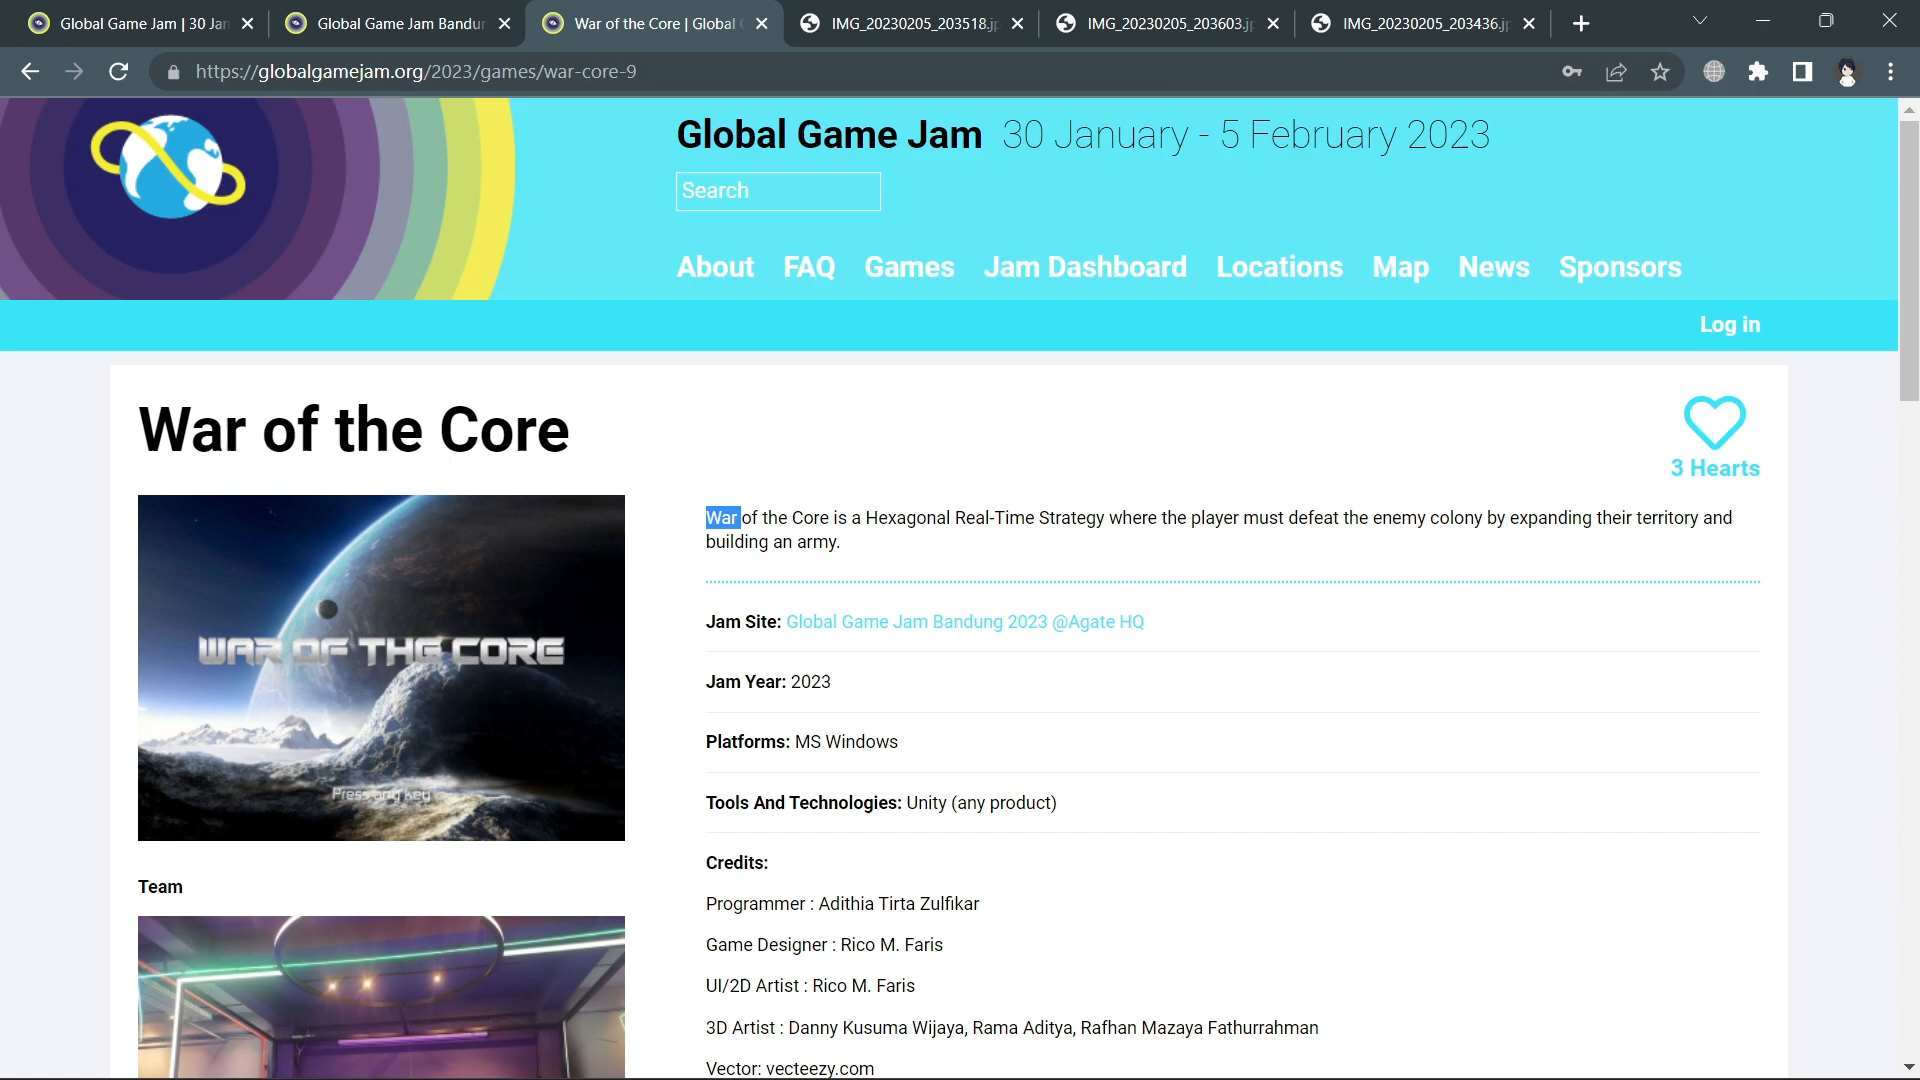 Global Game Jam | 30 Jan
Global Game Jam Bandun
War of the Core | Global G
IMG_20230205_203518.jp
IMG_20230205_203603.jp
IMG_20230205_203436.jp
https://globalgamejam.org/2023/games/war-core-9
Global Game Jam 30 January - 5 February 2023
Search
About FAQ Games Jam Dashboard Locations Map News Sponsors
Log in
War of the Core
3 Hearts
War of the Core is a Hexagonal Real-Time Strategy where the player must defeat the enemy colony by expanding their territory and
building an army.
WAR OF THE CORE
Press any key
Jam Site: Global Game Jam Bandung 2023 @Agate HQ
Jam Year: 2023
Platforms: MS Windows
Tools And Technologies: Unity (any product)
Credits:
Team
Programmer : Adithia Tirta Zulfikar
Game Designer : Rico M. Faris
UI/2D Artist : Rico M. Faris
3D Artist : Danny Kusuma Wijaya, Rama Aditya, Rafhan Mazaya Fathurrahman
Vector: vecteezy.com